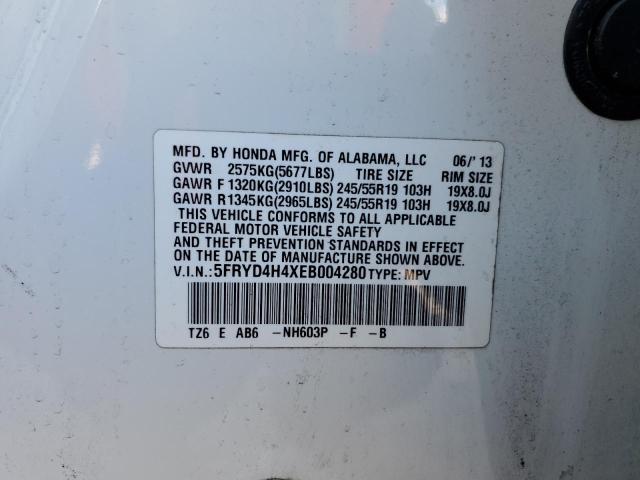 MFD. BY HONDA MFG. OF ALABAMA, LLC 06/'13
GVWR 2575KG(5677LBS) TIRE SIZE RIM SIZE
GAWR F 1320KG(2910LBS) 245/55R19 103H 19X8.0J
GAWR R1345KG(2965LBS) 245/55R19 103H 19X8.0J
THIS VEHICLE CONFORMS TO ALL APPLICABLE
FEDERAL MOTOR VEHICLE SAFETY
AND THEFT PREVENTION STANDARDS IN EFFECT
ON THE DATE OF MANUFACTURE SHOWN ABOVE.
V.I.N.:5FRYD4H4XEB004280TYPE: MPV
TZ6 E AB6 -NH603P -F -B